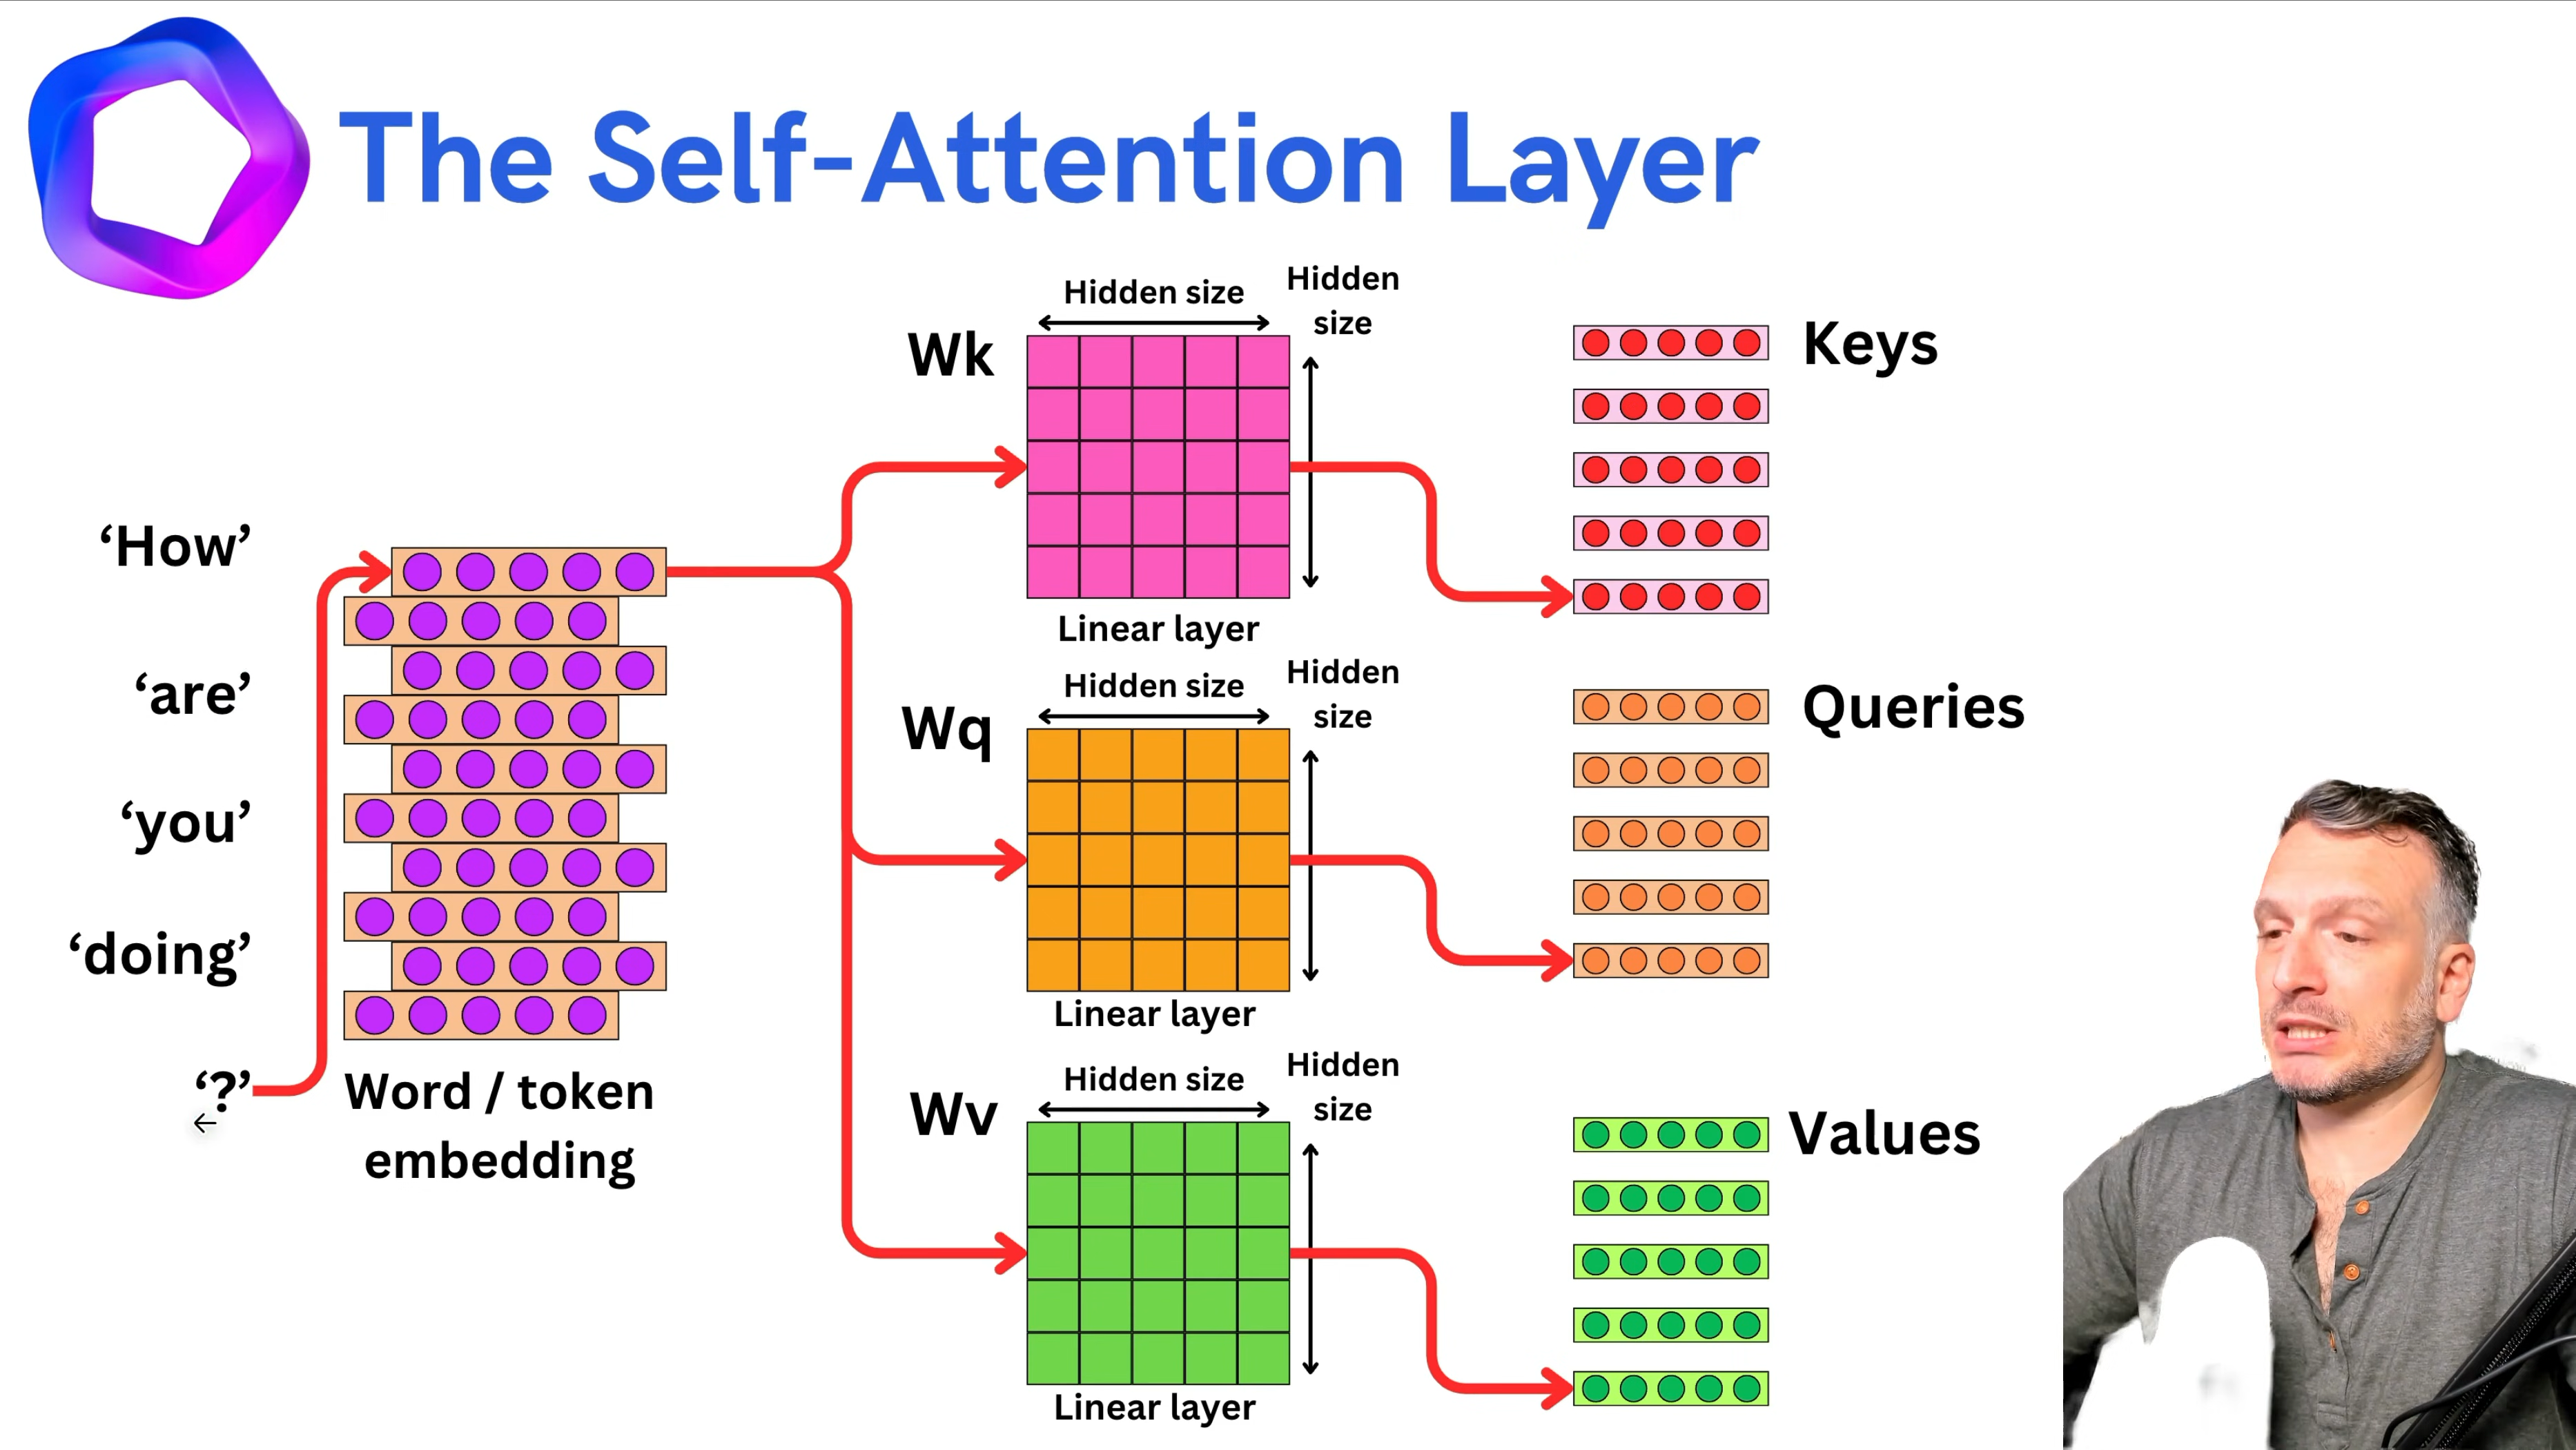 The Self-Attention Layer
Hidden size
Hidden
size
Wk
Keys
Linear layer
‘How’
‘are’
‘you’
‘doing’
‘?’
Word / token
embedding
Hidden size
Hidden
size
Wq
Queries
Linear layer
Hidden size
Hidden
size
Wv
Values
Linear layer